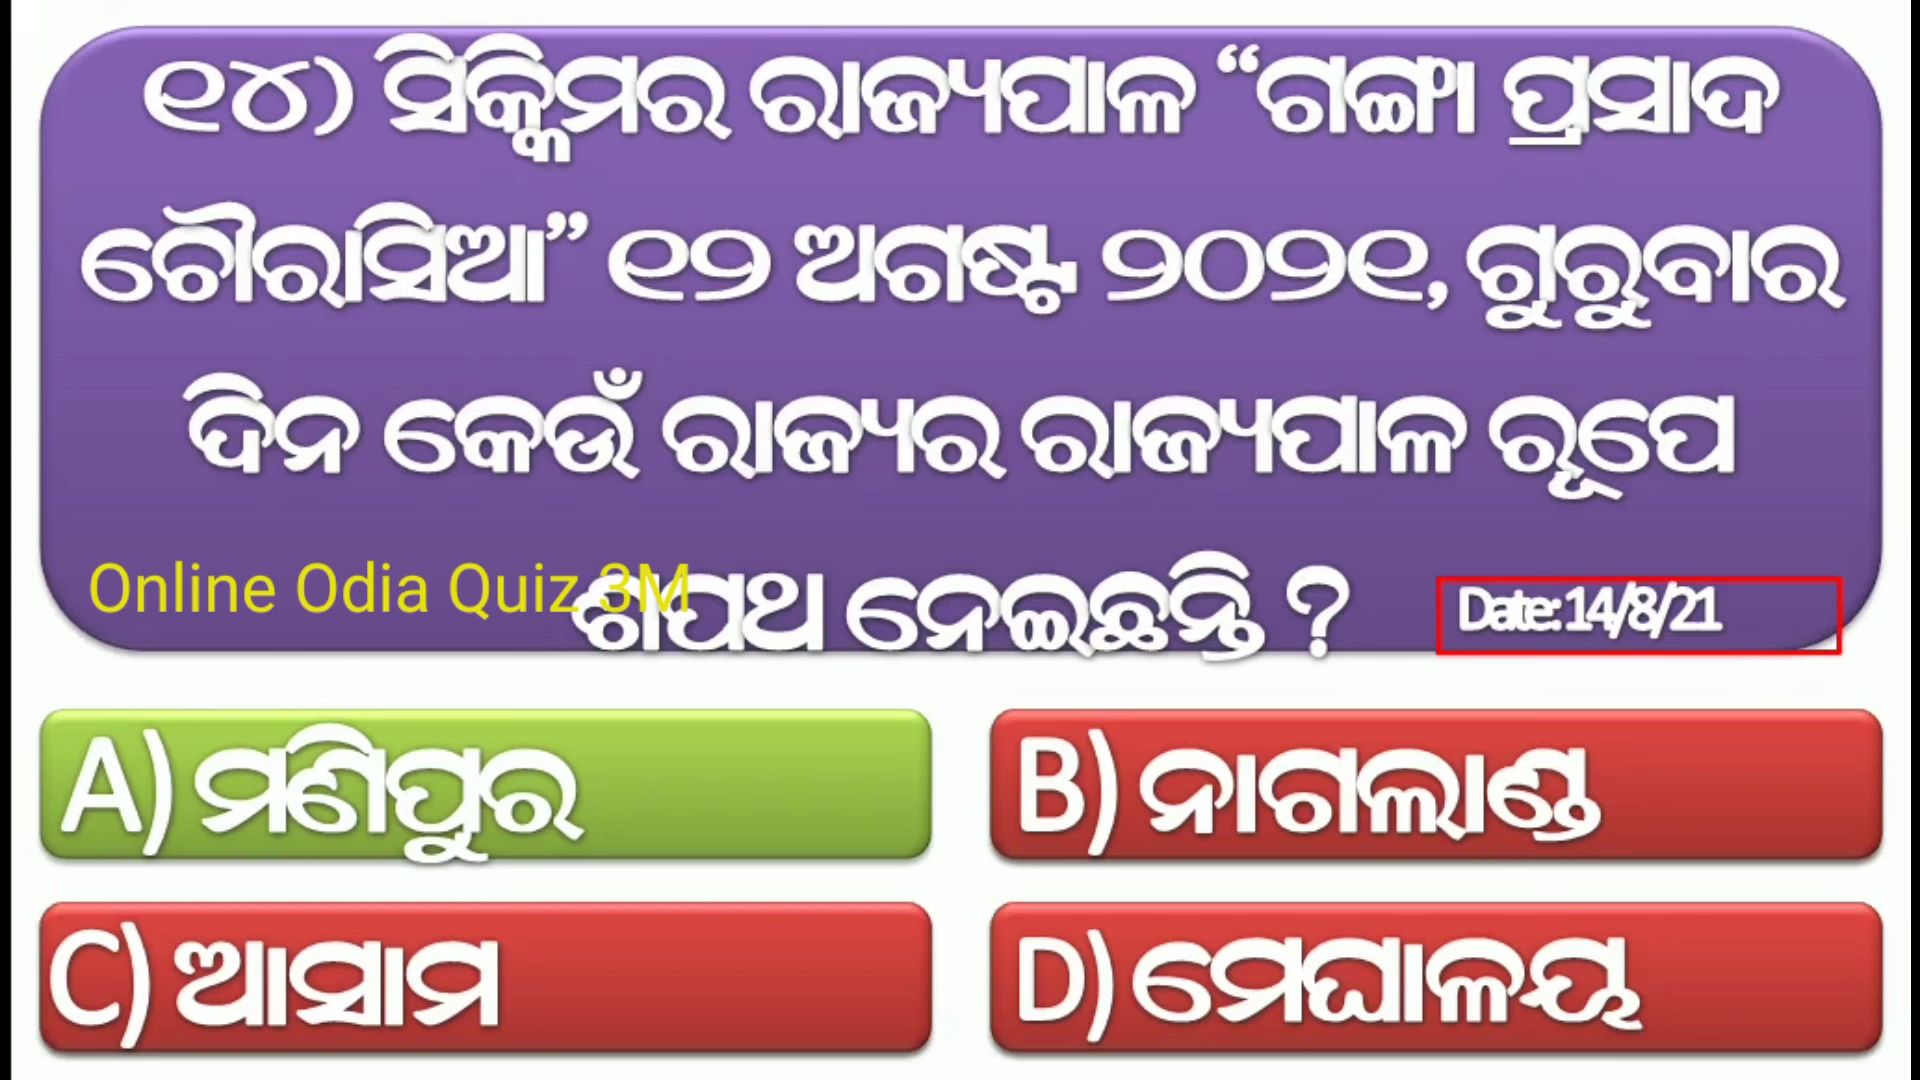 ୧୪) ସିକ୍କିମର ରାଜ୍ୟପାଳ “ଗଙ୍ଗା ପ୍ରସାଦ
ଚୌରାସିଆ” ୧୨ ଅଗଷ୍ଟ ୨୦୨୧, ଗୁରୁବାର
ଦିନ କେଉଁ ରାଜ୍ୟର ରାଜ୍ୟପାଳ ରୂପେ
ଶପଥ ନେଇଛନ୍ତି ?
Online Odia Quiz 3M
Date: 14/8/21
A) ମଣିପୁର
B) ନାଗଲାଣ୍ଡ
C) ଆସାମ
D) ମେଘାଳୟ